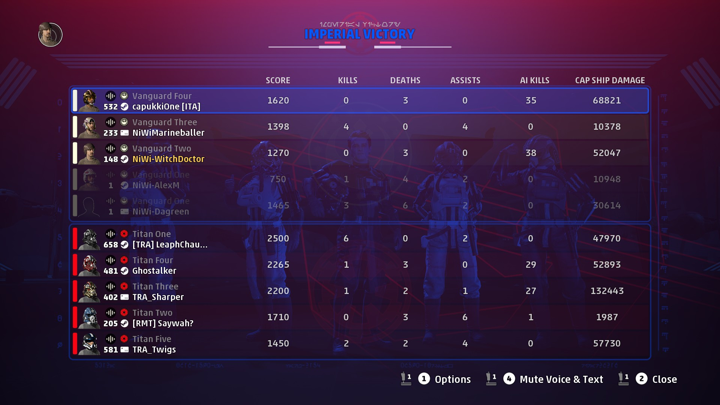 IMPERIAL VICTORY
SCORE KILLS DEATHS ASSISTS AI KILLS CAP SHIP DAMAGE
Vanguard Four
532 capukkiOne [ITA] 1620 0 3 0 35 68821
Vanguard Three
233 NiWiMarineballer 1398 4 4 4 0 10378
Vanguard Two
148 NiWi-WitchDoctor 1270 0 3 0 38 52047
1 NiWi-AlexM 750 1 4 2 0 10948
Vanguard One
1 NiWi-Dagreen 1465 3 6 2 0 30614
Titan One
658 [TRA] LeaphChau... 2500 6 0 2 0 47970
Titan Four
481 Ghostalker 2265 1 3 0 29 52893
Titan Three
402 TRA_Sharper 2200 1 2 1 27 132443
Titan Two
205 [RMT] Saywah? 1710 0 3 6 1 1987
Titan Five
581 TRA_Twigs 1450 2 2 4 0 57730
1 1 Options 1 4 Mute Voice & Text 1 2 Close